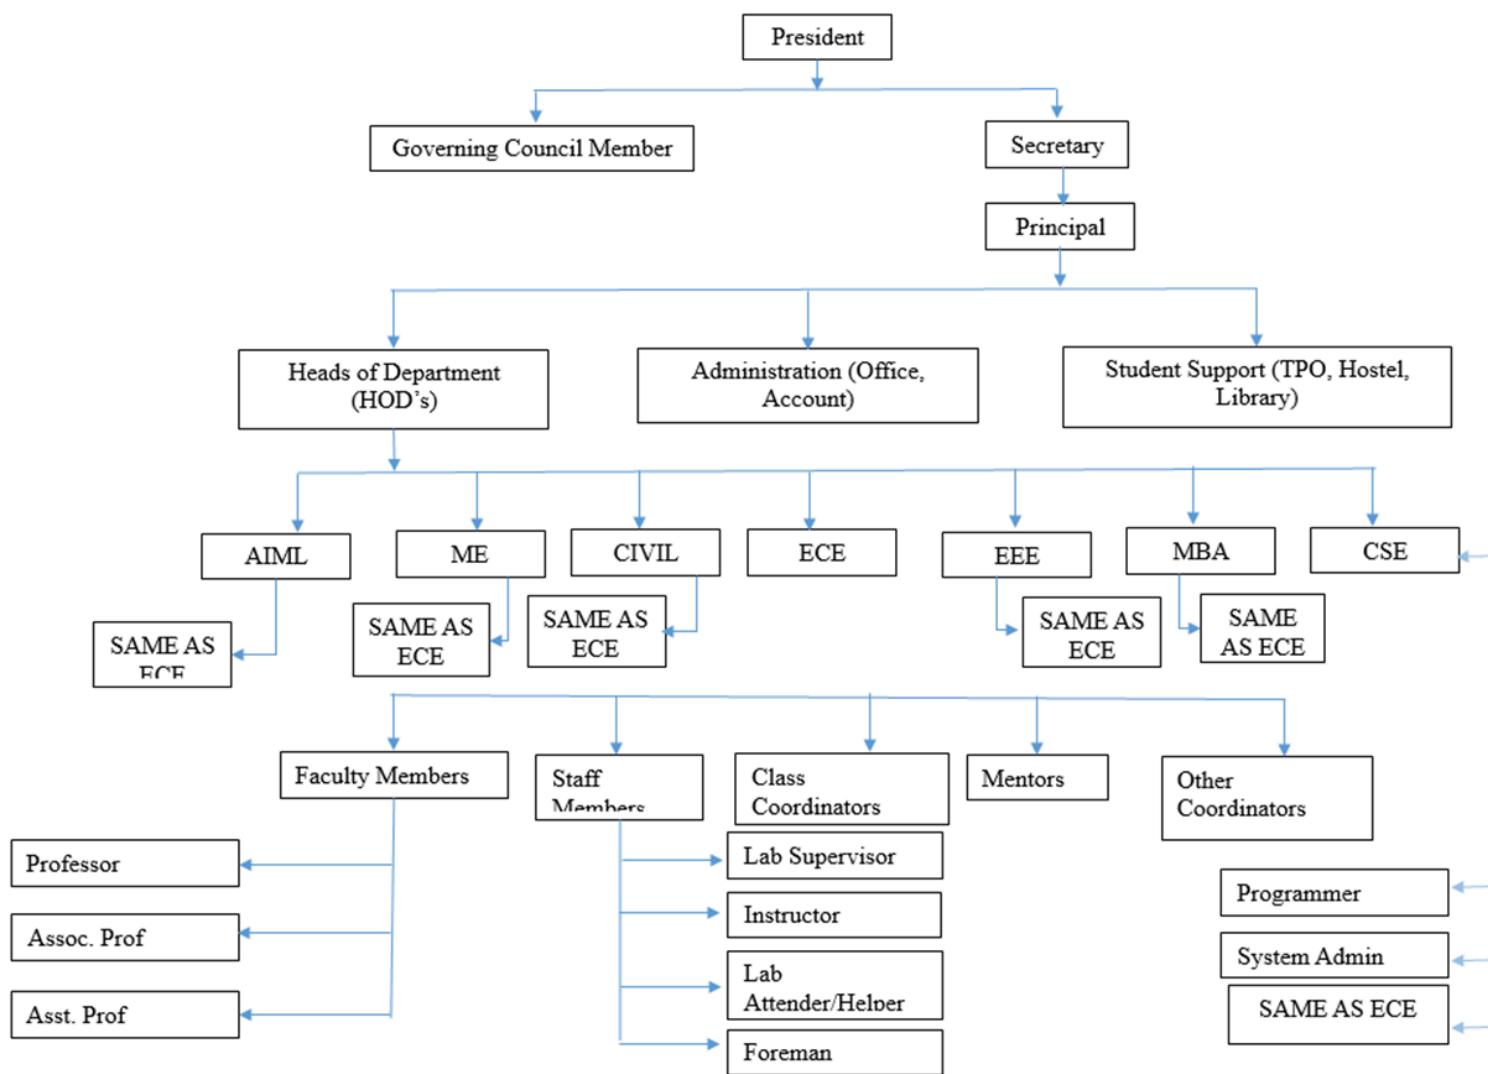 President
Governing Council Member
Secretary
Principal
Heads of Department
(HOD's)
Administration (Office,
Account)
Student Support (TPO, Hostel,
Library)
AIML
ME
CIVIL
ECE
EEE
MBA
CSE
SAME AS
ECE
SAME AS
ECE
SAME AS
ECE
SAME AS
ECE
SAME
AS ECE
Faculty Members
Staff
Members
Class
Coordinators
Mentors
Other
Coordinators
Professor
Assoc. Prof
Asst. Prof
Lab Supervisor
Instructor
Lab
Attender/Helper
Foreman
Programmer
System Admin
SAME AS ECE